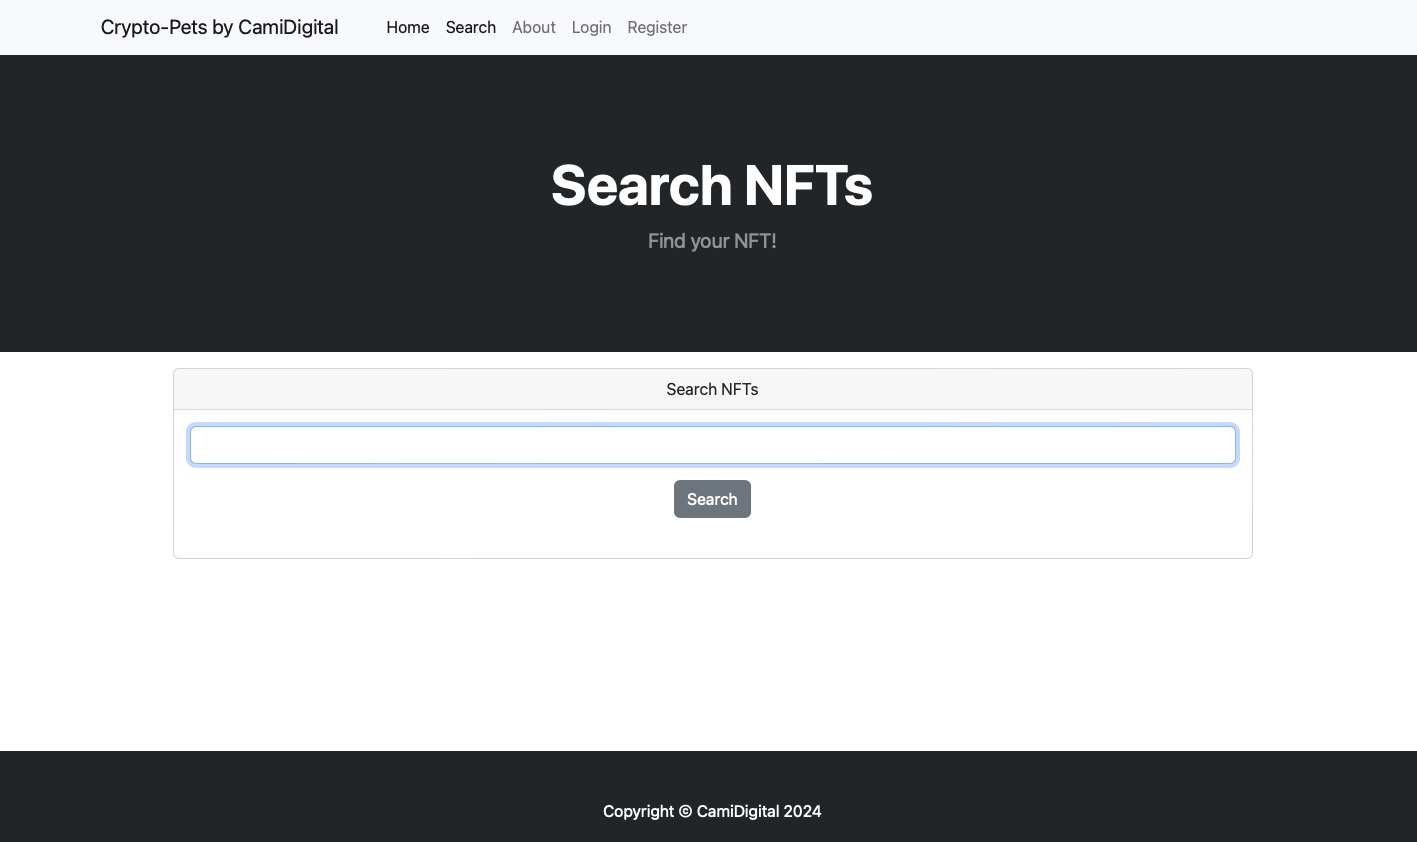 Crypto-Pets by CamiDigital Home Search About Login Register
Search NFTs
Find your NFT!
Search NFTs
Search
Copyright © CamiDigital 2024